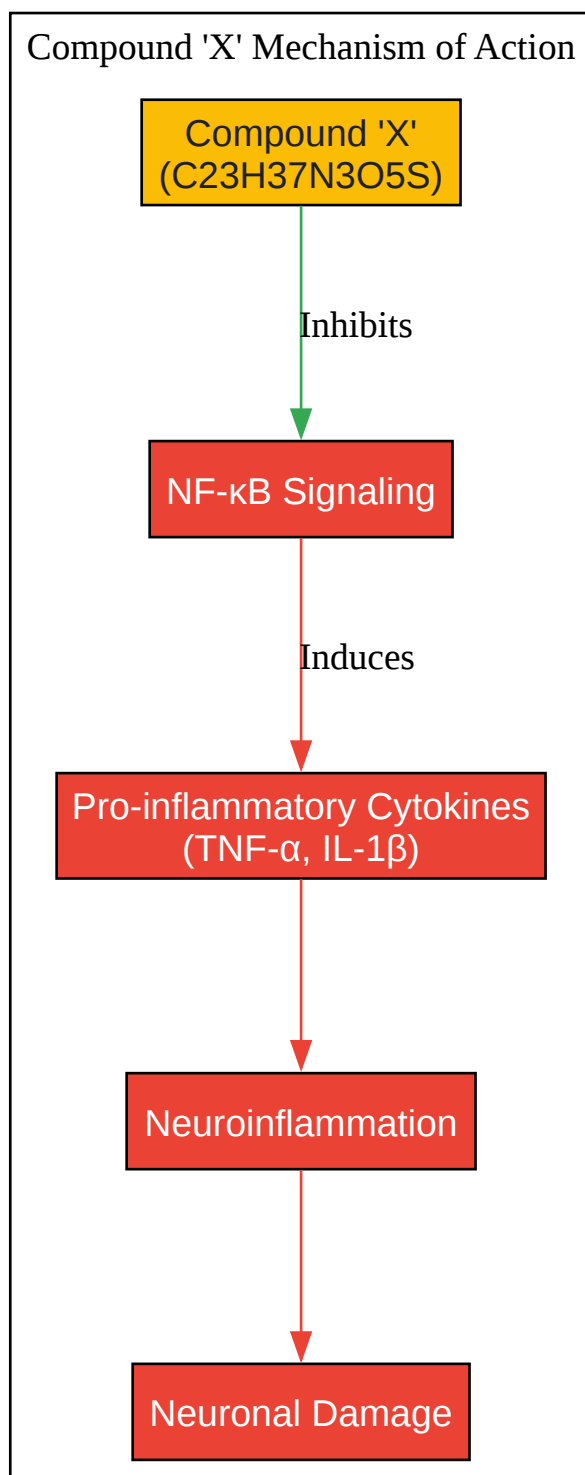 Compound 'X' Mechanism of Action
Compound 'X'
(C23H37N3O5S)
Inhibits
NF-κB Signaling
Induces
Pro-inflammatory Cytokines
(TNF-α, IL-1β)
Neuroinflammation
Neuronal Damage